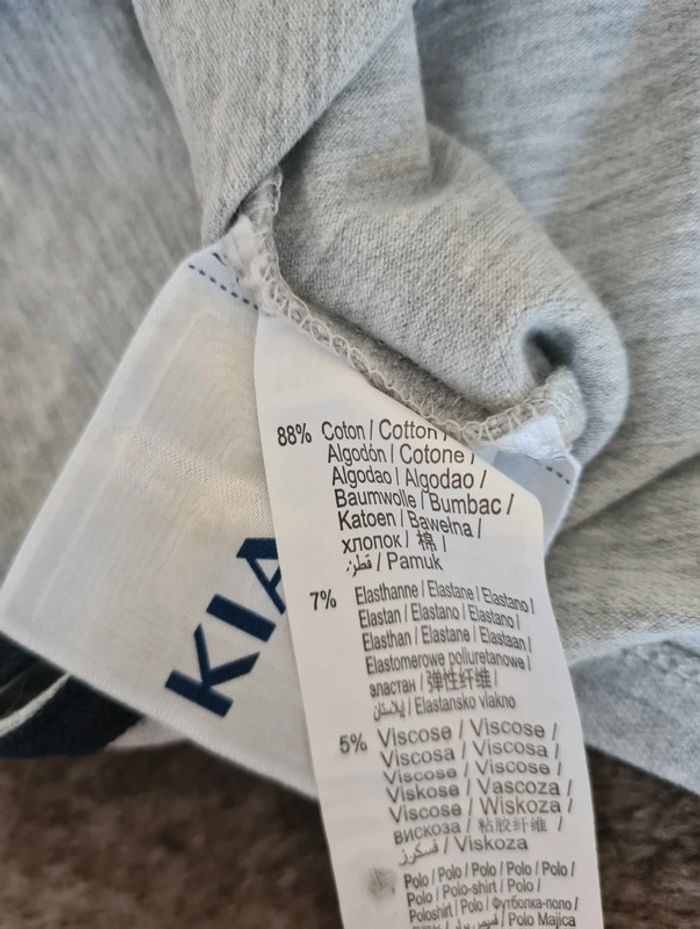 88% Coton / Cotton /
Algodón / Cotone /
Algodao / Algodão /
Baumwolle / Bumbac /
Katoen / Bawełna /
хлопок / 棉 /
قطن / Pamuk
7% Elasthanne / Elastane / Elastano /
Elastan / Elastano / Elastano /
Elasthan / Elastane / Elastaan /
Elastomerowe poliuretanowe /
эластан / 弹性纤维 /
إيلاستان / Elastansko vlakno
5% Viscose / Viscose /
Viscosa / Viscosa /
Viscose / Viscose /
Viskose / Vascoza /
Viscose / Wiskoza /
вискоза / 粘胶纤维 /
فسكوز / Viskoza
Polo / Polo / Polo / Polo / Polo /
Polo / Polo-shirt / Polo /
Poloshirt / Polo / Футболка-поло /
/ Polo Majica
KIA